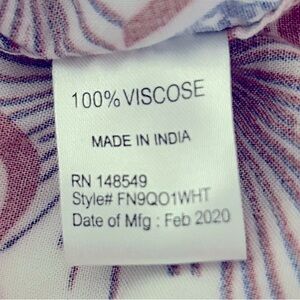 100% VISCOSE
MADE IN INDIA
RN 148549
Style# FN9QO1WHT
Date of Mfg : Feb 2020